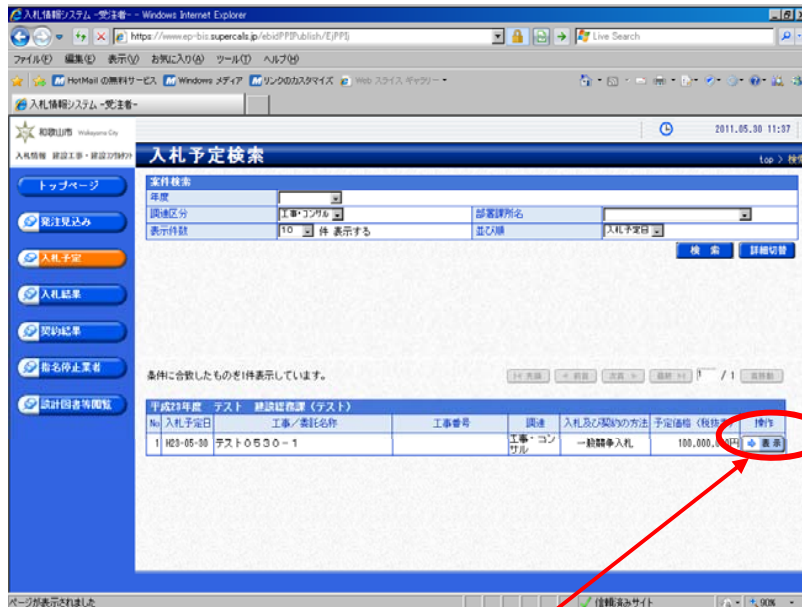 入札情報システム -受注者- - Windows Internet Explorer
https://www.ep-bis.supercals.jp/ebidPPIPublish/EjPPIj
Live Search
ファイル(F) 編集(E) 表示(V) お気に入り(A) ツール(T) ヘルプ(H)
HotMail の無料サービス Windows メディア リンクのカスタマイズ Web スライス ギャラリー
入札情報システム -受注者-
和歌山市 Wakayama City
2011.05.30 11:37
入札情報 建設工事・建設コンサルタント
入札予定検索
top > 検索
トップページ
発注見込み
入札予定
入札結果
契約結果
指名停止業者
設計図書等閲覧
案件検索
年度
調達区分 工事・コンサル 部署課所名
表示件数 10 件 表示する 並び順 入札予定日
検 索 詳細切替
条件に合致したものを1件表示しています。
先頭 前頁 次頁 最終 1 / 1 頁移動
平成23年度 テスト 建設総務課(テスト)
No 入札予定日 工事/委託名称 工事番号 調達 入札及び契約の方法 予定価格(税抜き) 操作
1 H23-05-30 テスト0530-1 工事・コンサル 一般競争入札 100,000,000円 表示
ページが表示されました
信頼済みサイト
90%